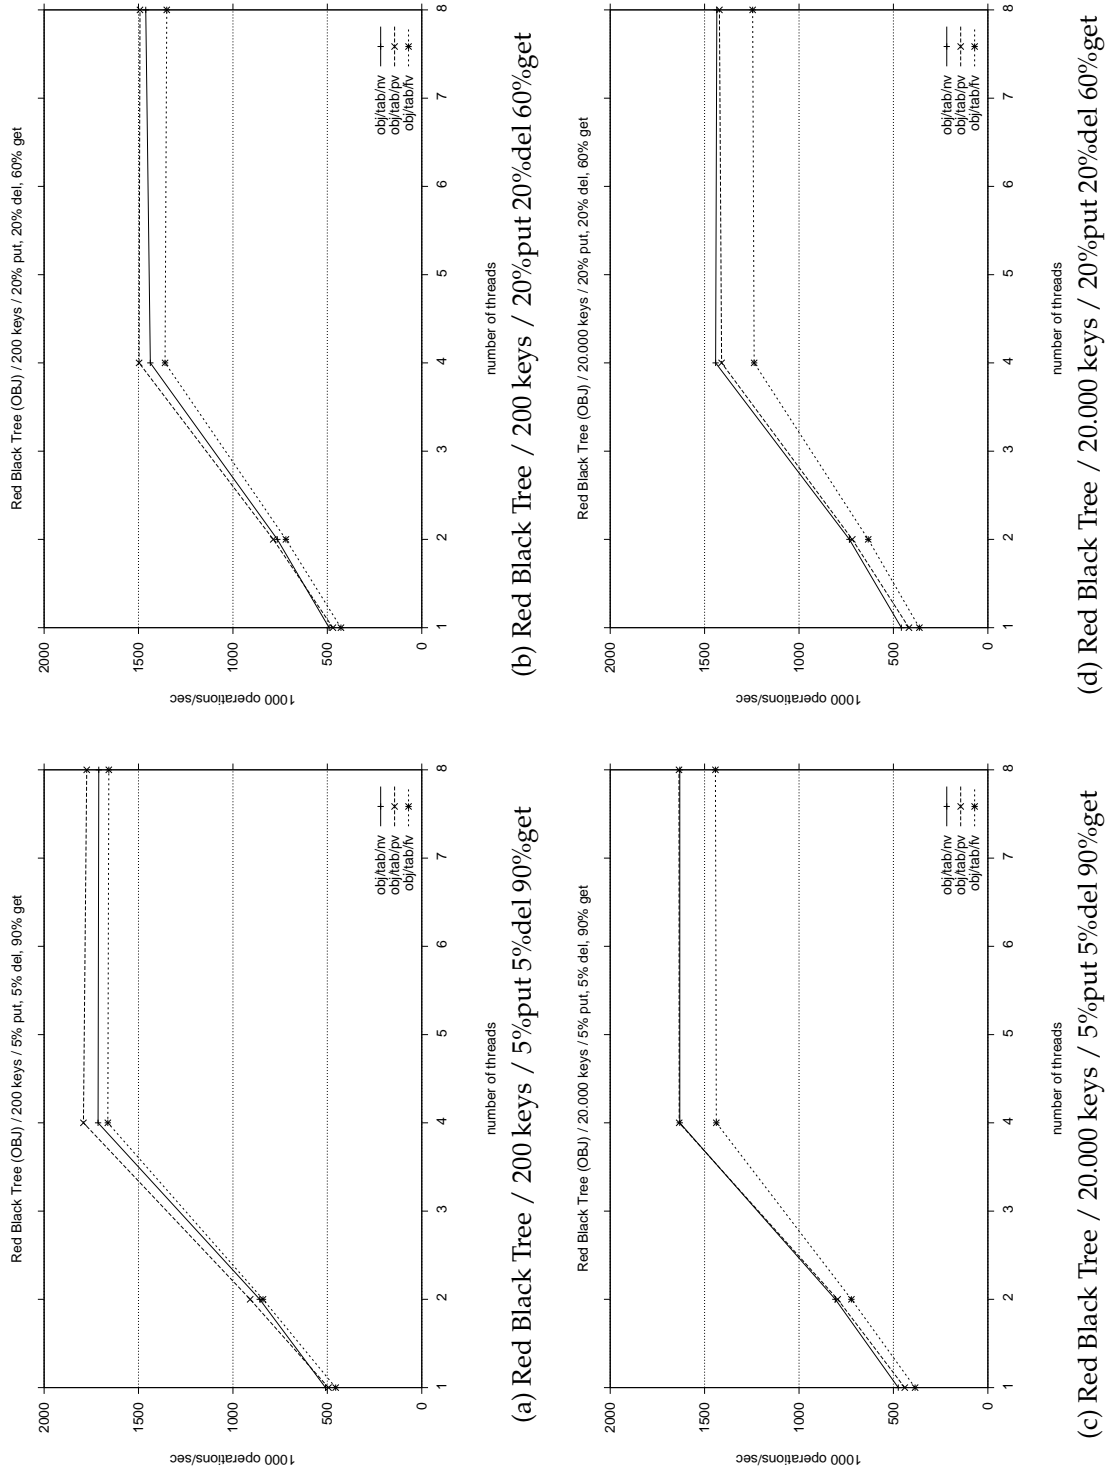 Red Black Tree (OBJ) / 200 keys / 5% put, 5% del, 90% get
1000 operations/sec
2000
1500
1000
500
0
1 2 3 4 5 6 7 8
number of threads
obj/tab/nv
obj/tab/pv
obj/tab/fv
(a) Red Black Tree / 200 keys / 5%put 5%del 90%get
Red Black Tree (OBJ) / 200 keys / 20% put, 20% del, 60% get
1000 operations/sec
2000
1500
1000
500
0
1 2 3 4 5 6 7 8
number of threads
obj/tab/nv
obj/tab/pv
obj/tab/fv
(b) Red Black Tree / 200 keys / 20%put 20%del 60%get
Red Black Tree (OBJ) / 20.000 keys / 5% put, 5% del, 90% get
1000 operations/sec
2000
1500
1000
500
0
1 2 3 4 5 6 7 8
number of threads
obj/tab/nv
obj/tab/pv
obj/tab/fv
(c) Red Black Tree / 20.000 keys / 5%put 5%del 90%get
Red Black Tree (OBJ) / 20.000 keys / 20% put, 20% del, 60% get
1000 operations/sec
2000
1500
1000
500
0
1 2 3 4 5 6 7 8
number of threads
obj/tab/nv
obj/tab/pv
obj/tab/fv
(d) Red Black Tree / 20.000 keys / 20%put 20%del 60%get